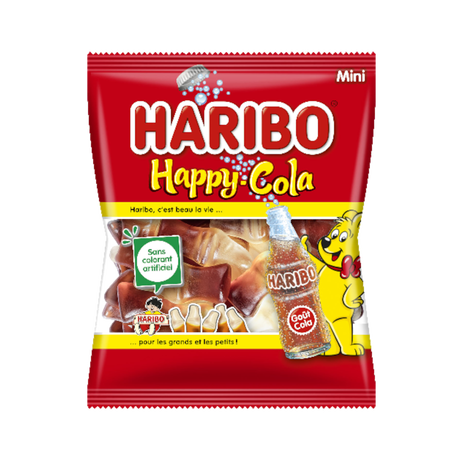 Mini
HARIBO
Happy-Cola
Haribo, c'est beau la vie ...
Sans
colorant
artificiel
HARIBO
Goût
Cola
HARIBO
... pour les grands et les petits !